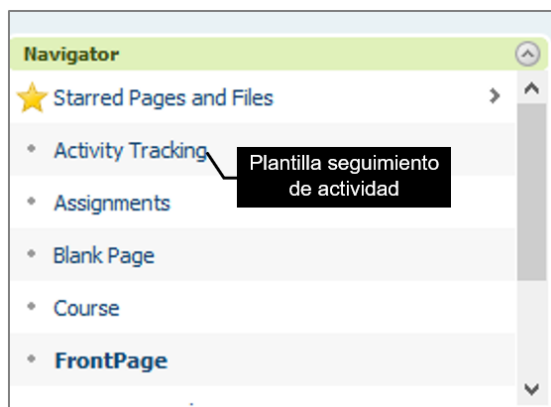 Navigator
Starred Pages and Files
Activity Tracking
Plantilla seguimiento
de actividad
Assignments
Blank Page
Course
FrontPage